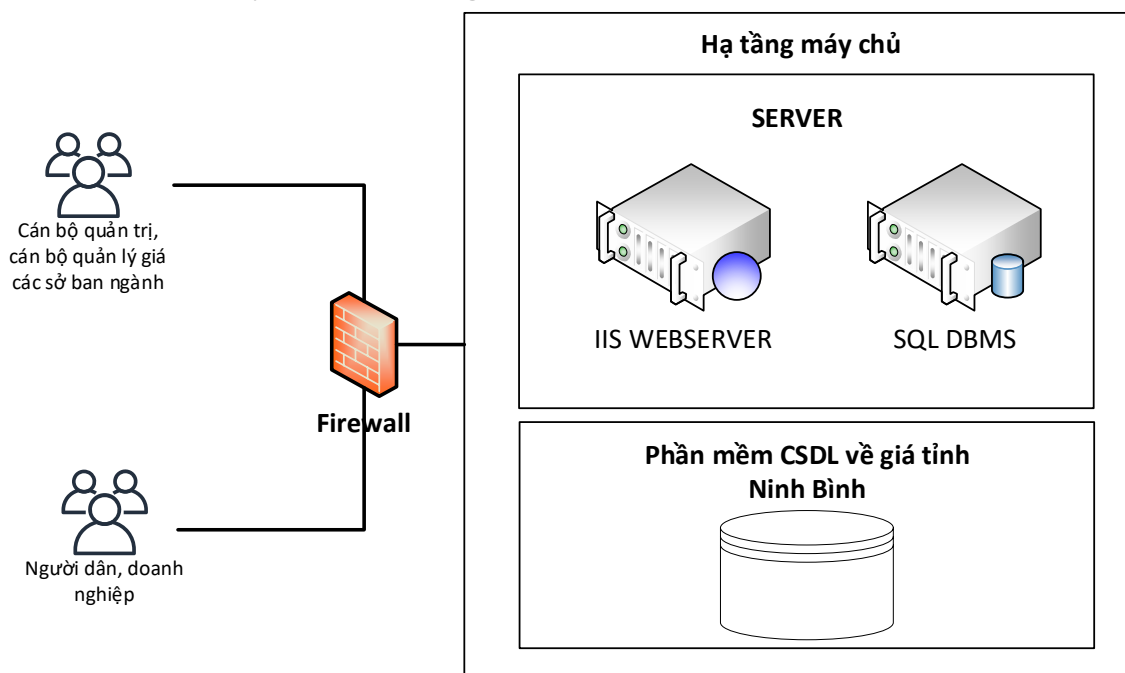 Hạ tầng máy chủ
SERVER
IIS WEBSERVER
SQL DBMS
Cán bộ quản trị,
cán bộ quản lý giá
các sở ban ngành
Firewall
Người dân, doanh
nghiệp
Phần mềm CSDL về giá tỉnh
Ninh Bình